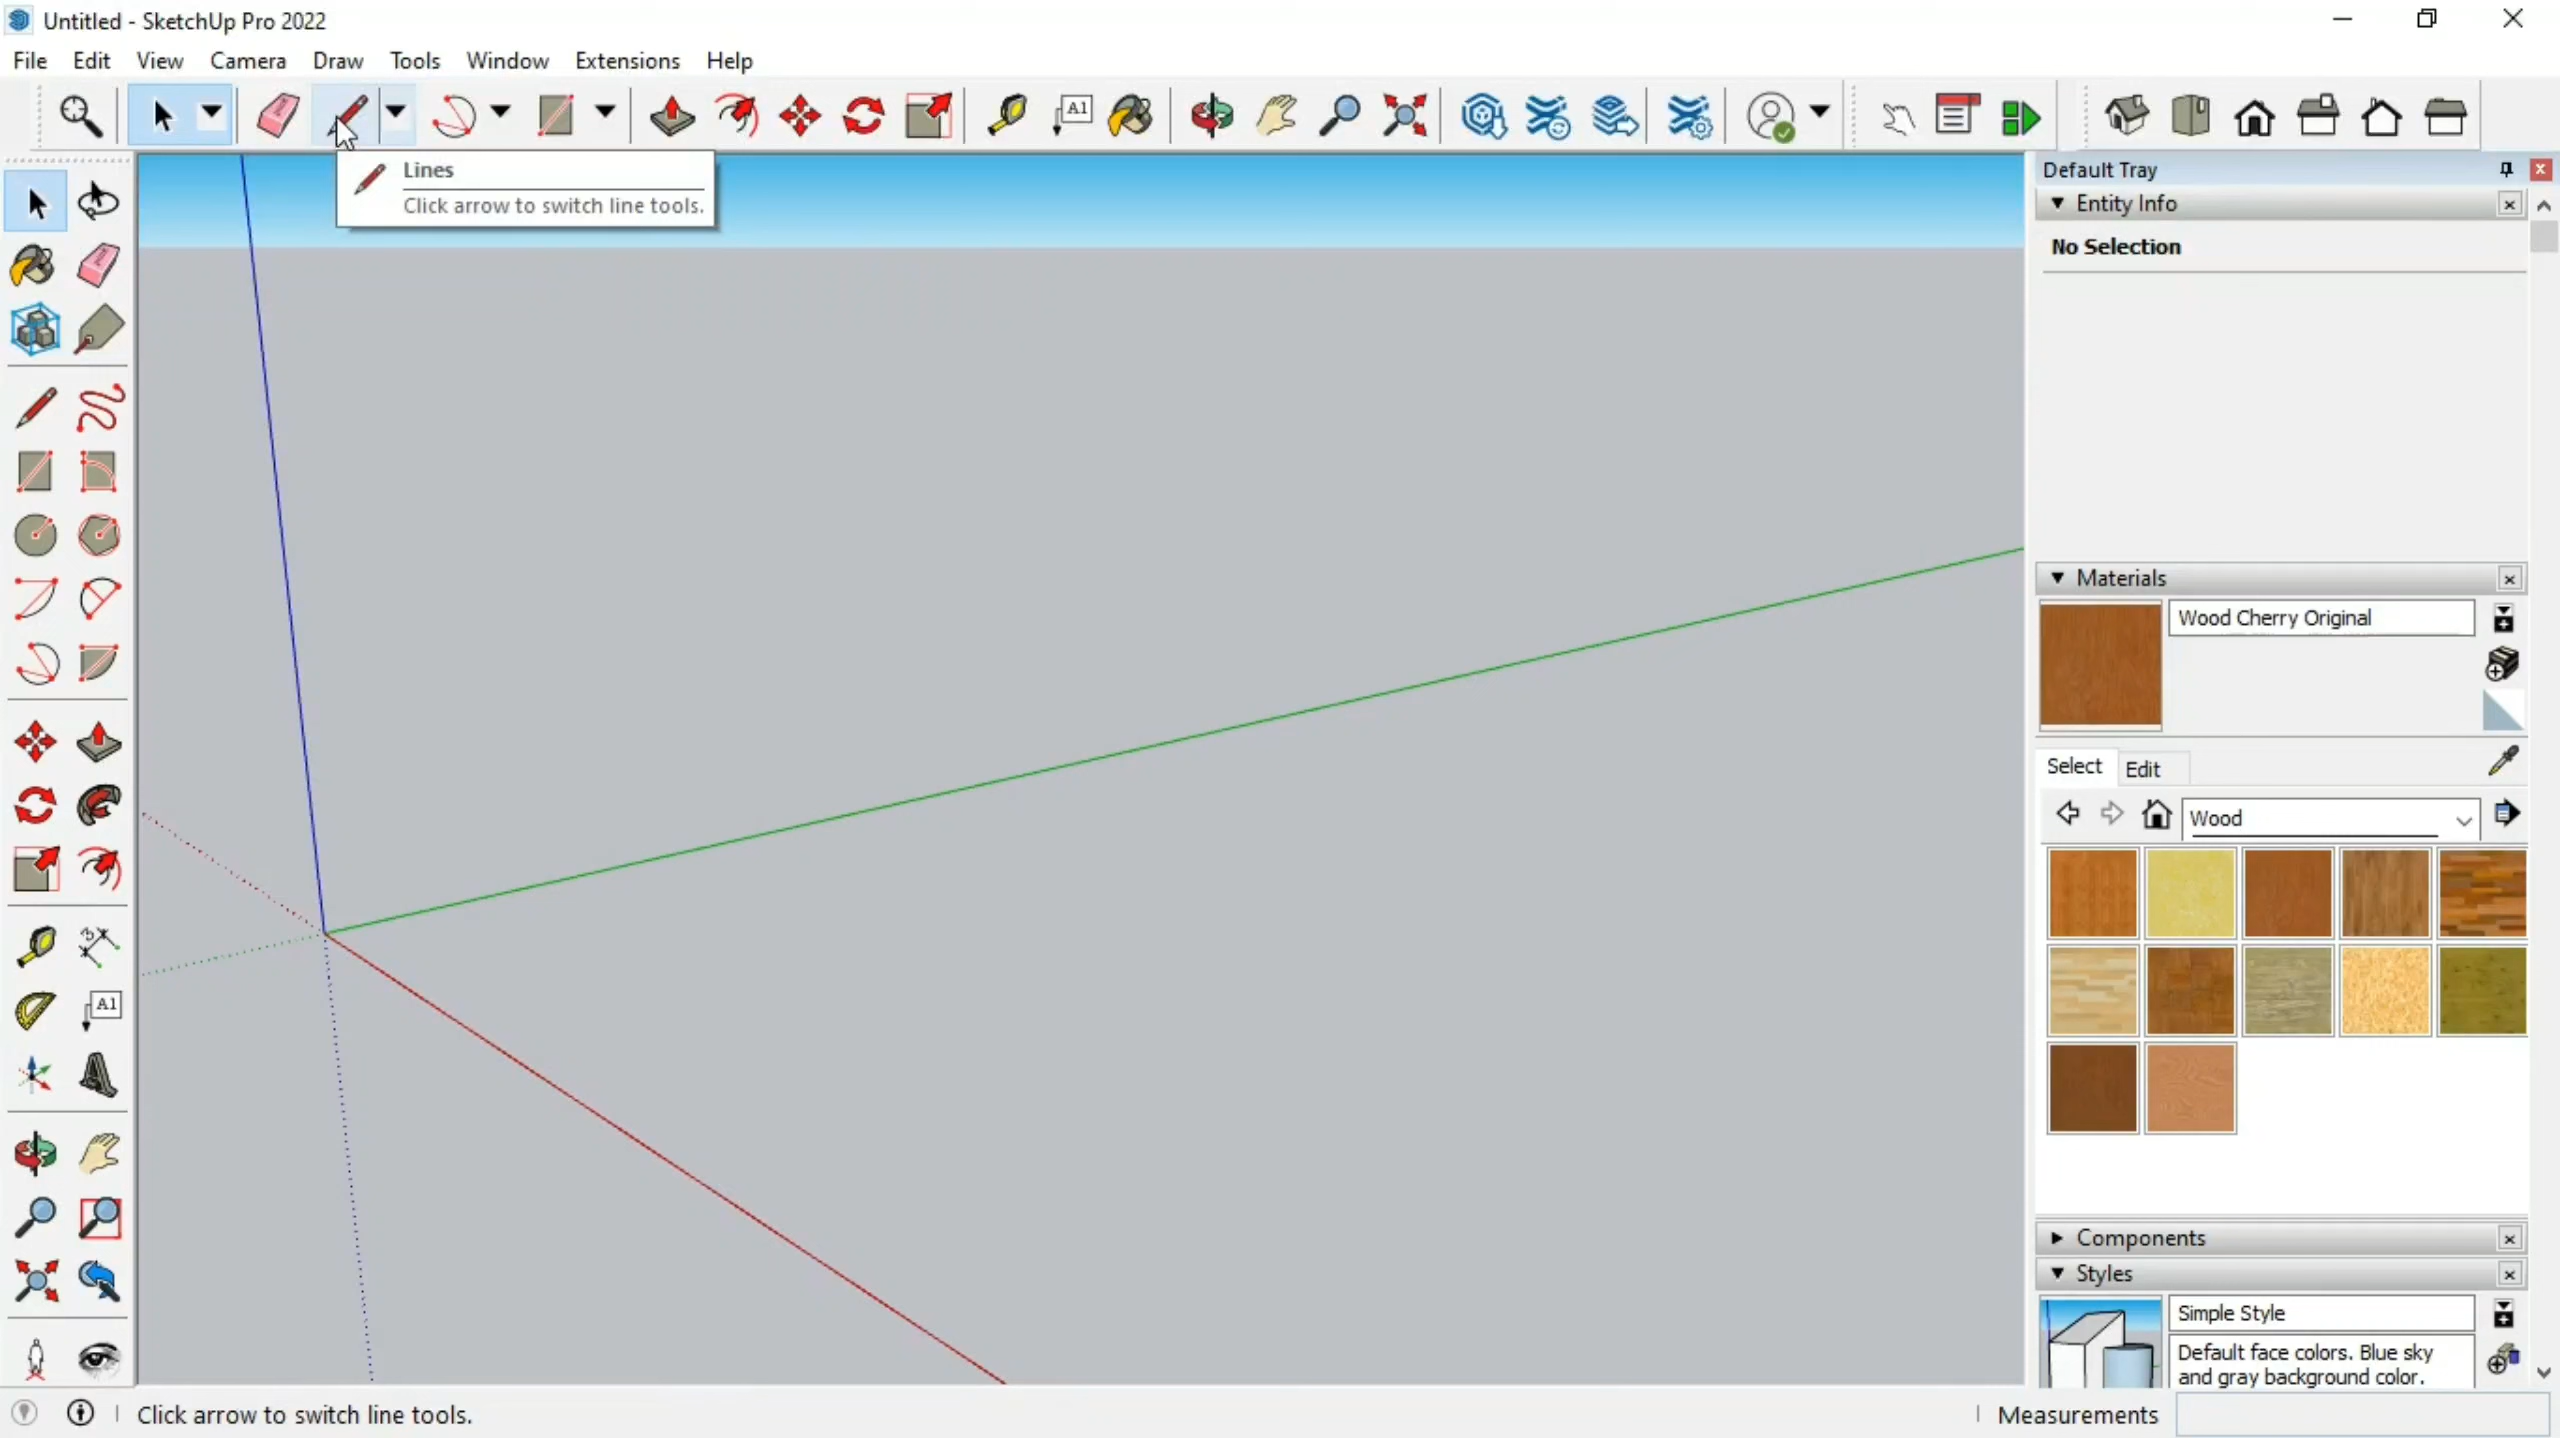 Untitled - SketchUp Pro 2022
File Edit View Camera Draw Tools Window Extensions Help
A1
Lines
Click arrow to switch line tools.
Default Tray
Entity Info
No Selection
Materials
Wood Cherry Original
Select Edit
Wood
A1
Components
Styles
Simple Style
Default face colors. Blue sky
and gray background color.
Click arrow to switch line tools.
Measurements